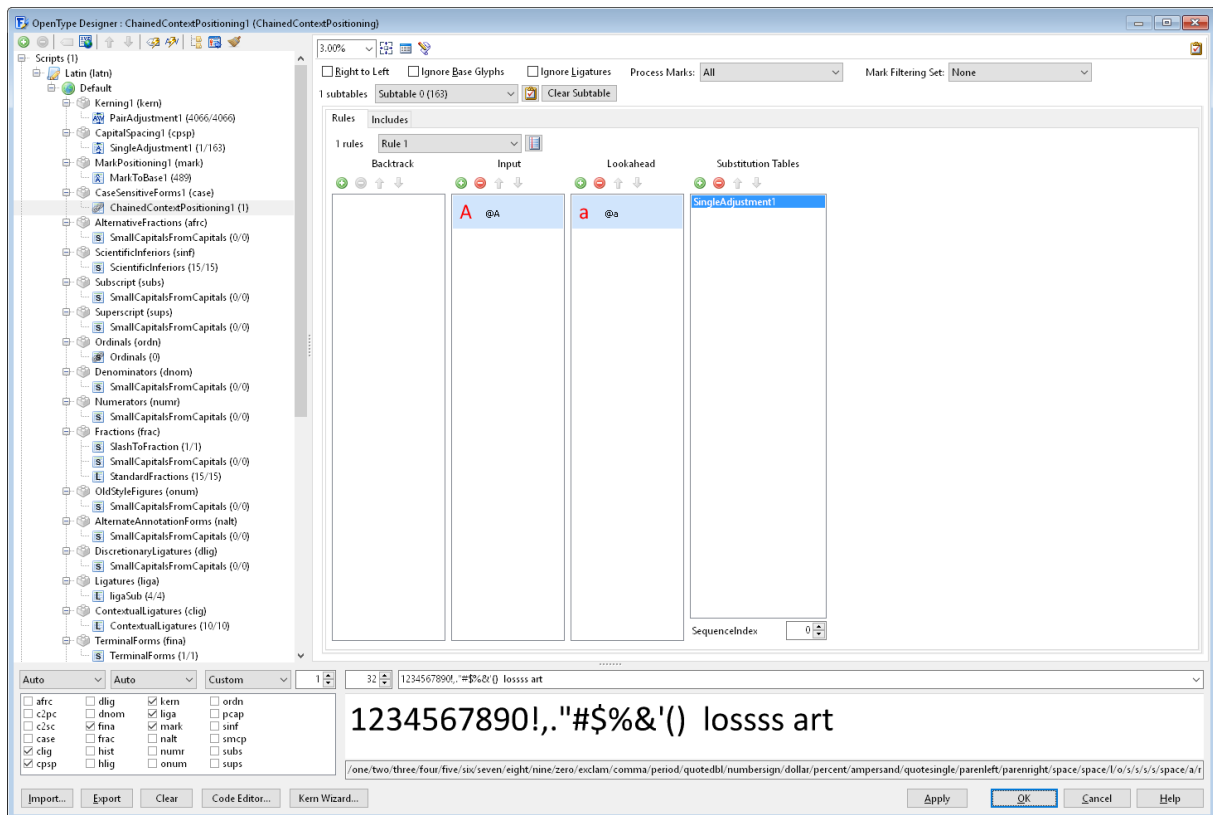 OpenType Designer : ChainedContextPositioning1 (ChainedContextPositioning)
Scripts {1}
Latin {latn}
Default
Kerning1 {kern}
PairAdjustment1 {4066/4066}
CapitalSpacing1 {cpsp}
SingleAdjustment1 {1/163}
MarkPositioning1 {mark}
MarkToBase1 {489}
CaseSensitiveForms1 {case}
ChainedContextPositioning1 {1}
AlternativeFractions {afrc}
SmallCapitalsFromCapitals {0/0}
ScientificInferiors {sinf}
ScientificInferiors {15/15}
Subscript {subs}
SmallCapitalsFromCapitals {0/0}
Superscript {sups}
SmallCapitalsFromCapitals {0/0}
Ordinals {ordn}
Ordinals {0}
Denominators {dnom}
SmallCapitalsFromCapitals {0/0}
Numerators {numr}
SmallCapitalsFromCapitals {0/0}
Fractions {frac}
SlashToFraction {1/1}
SmallCapitalsFromCapitals {0/0}
StandardFractions {15/15}
OldStyleFigures {onum}
SmallCapitalsFromCapitals {0/0}
AlternateAnnotationForms {nalt}
SmallCapitalsFromCapitals {0/0}
DiscretionaryLigatures {dlig}
SmallCapitalsFromCapitals {0/0}
Ligatures {liga}
ligaSub {4/4}
ContextualLigatures {clig}
ContextualLigatures {10/10}
TerminalForms {fina}
TerminalForms {1/1}
3.00%
Right to Left Ignore Base Glyphs Ignore Ligatures Process Marks: All Mark Filtering Set: None
1 subtables Subtable 0 {163} Clear Subtable
Rules Includes
1 rules Rule 1
Backtrack Input Lookahead Substitution Tables
A @A a @a SingleAdjustment1
SequenceIndex 0
Auto Auto Custom 1 32 1234567890!,."#$%&'() lossss art
afrc dlig kern ordn
c2pc dnom liga pcap
c2sc fina mark sinf
case frac nalt smcp
clig hist numr subs
cpsp hlig onum sups
1234567890!,."#$%&'() lossss art
/one/two/three/four/five/six/seven/eight/nine/zero/exclam/comma/period/quotedbl/numbersign/dollar/percent/ampersand/quotesingle/parenleft/parenright/space/space/l/o/s/s/s/s/space/a/r
Import... Export Clear Code Editor... Kern Wizard... Apply OK Cancel Help